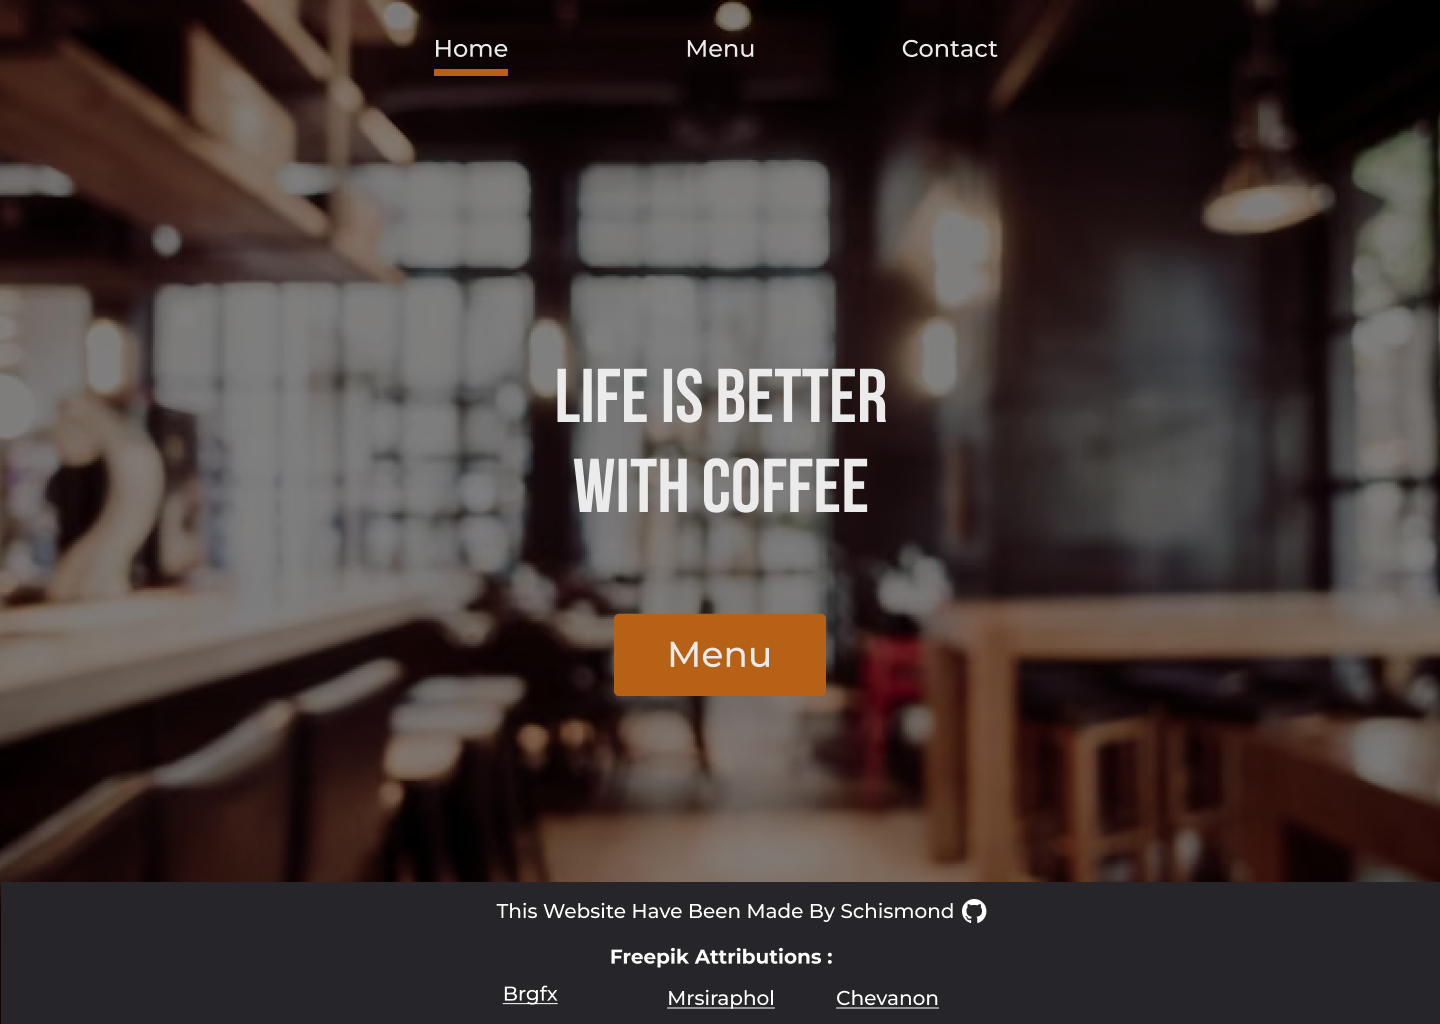 Home Menu Contact
LIFE IS BETTER
WITH COFFEE
Menu
This Website Have Been Made By Schismond
Freepik Attributions :
Brgfx Mrsiraphol Chevanon